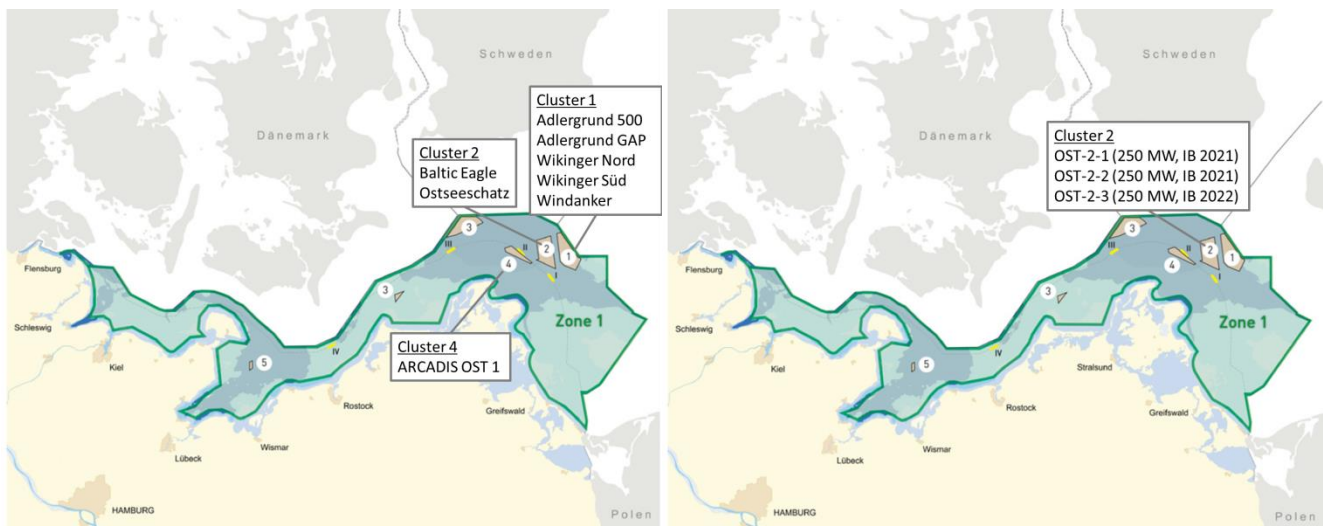 Schweden
Dänemark
Cluster 1
Adlergrund 500
Adlergrund GAP
Wikinger Nord
Wikinger Süd
Windanker
Cluster 2
Baltic Eagle
Ostseeschatz
3
III
II
2
1
4
I
Flensburg
3
Zone 1
Schleswig
Cluster 4
ARCADIS OST 1
Kiel
IV
5
Rostock
Greifswald
Wismar
Lübeck
HAMBURG
Polen
Schweden
Dänemark
Cluster 2
OST-2-1 (250 MW, IB 2021)
OST-2-2 (250 MW, IB 2021)
OST-2-3 (250 MW, IB 2022)
3
III
II
2
1
4
I
Flensburg
3
Zone 1
Schleswig
IV
Kiel
5
Stralsund
Rostock
Greifswald
Wismar
Lübeck
HAMBURG
Polen